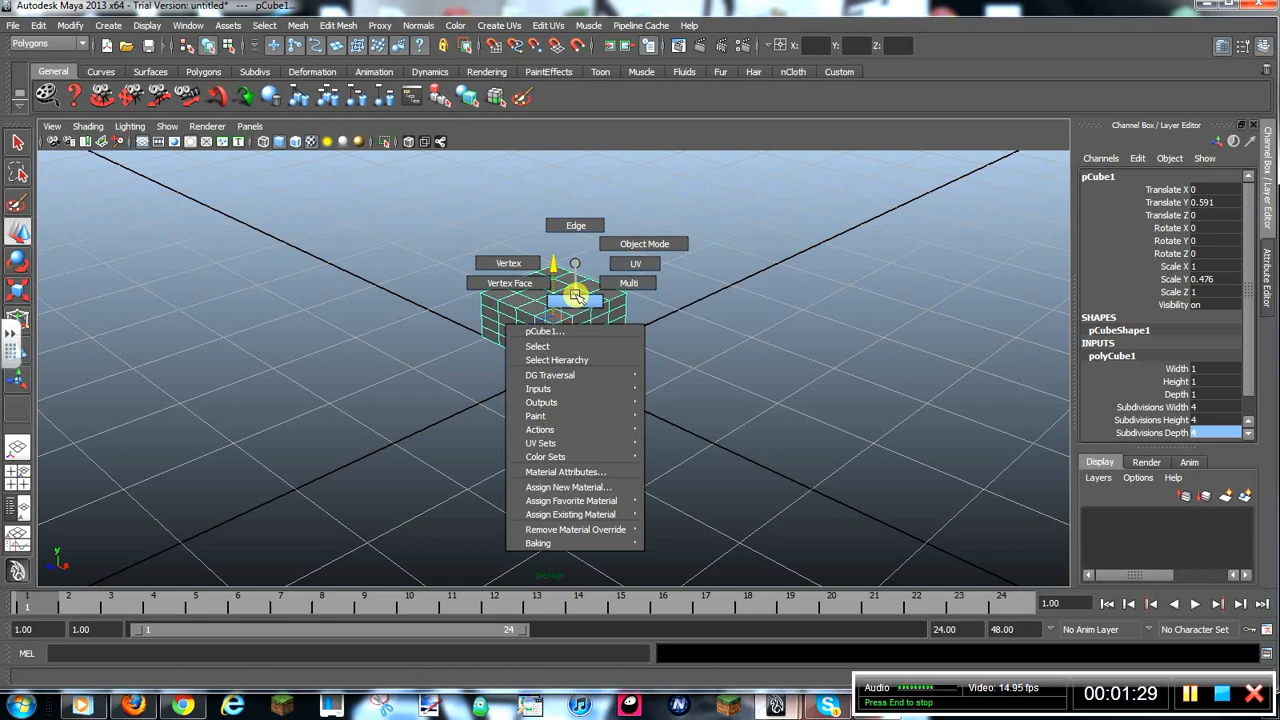 Autodesk Maya 2013 x64 - Trial Version: untitled* --- pCube1...
File Edit Modify Create Display Window Assets Select Mesh Edit Mesh Proxy Normals Color Create UVs Edit UVs Muscle Pipeline Cache Help
Polygons X: Y: Z:
General Curves Surfaces Polygons Subdivs Deformation Animation Dynamics Rendering PaintEffects Toon Muscle Fluids Fur Hair nCloth Custom
View Shading Lighting Show Renderer Panels
Channel Box / Layer Editor
Channels Edit Object Show
pCube1
Translate X 0
Translate Y 0.591
Translate Z 0
Rotate X 0
Rotate Y 0
Rotate Z 0
Scale X 1
Scale Y 0.476
Scale Z 1
Visibility on
SHAPES
pCubeShape1
INPUTS
polyCube1
Width 1
Height 1
Depth 1
Subdivisions Width 4
Subdivisions Height 4
Subdivisions Depth 4
Channel Box / Layer Editor
Attribute Editor
Edge
Object Mode
Vertex
UV
Vertex Face
Multi
pCube1...
Select
Select Hierarchy
DG Traversal
Inputs
Outputs
Paint
Actions
UV Sets
Color Sets
Material Attributes...
Assign New Material...
Assign Favorite Material
Assign Existing Material
Remove Material Override
Baking
persp
y
x
Display Render Anim
Layers Options Help
1 2 3 4 5 6 7 8 9 10 11 12 13 14 15 16 17 18 19 20 21 22 23 24
1
1.00
1.00 1.00 1 24 24.00 48.00 No Anim Layer No Character Set
MEL
Audio
Press End to stop
Video: 14.95 fps
00:01:29